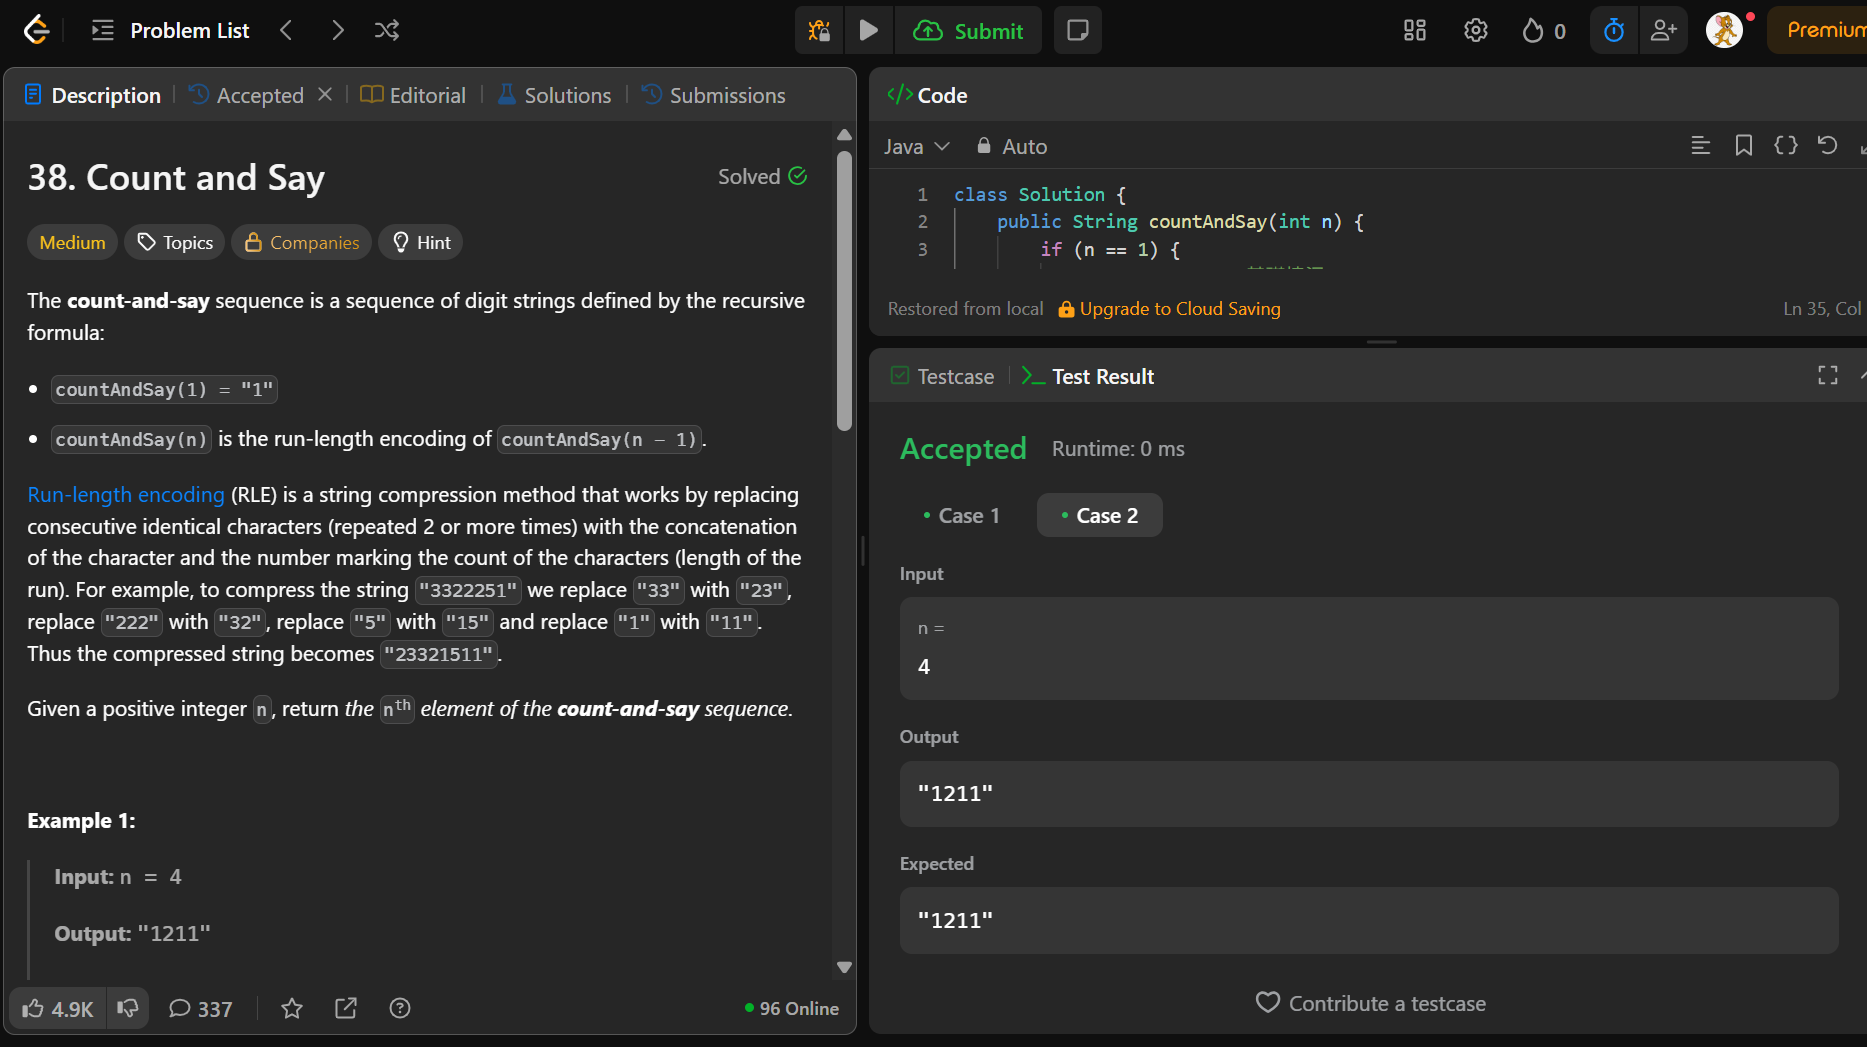 Problem List
Submit
0
Premium
Description
Accepted
Editorial
Solutions
Submissions
38. Count and Say
Solved
Medium
Topics
Companies
Hint
The count-and-say sequence is a sequence of digit strings defined by the recursive
formula:
• countAndSay(1) = "1"
• countAndSay(n) is the run-length encoding of countAndSay(n - 1).
Run-length encoding (RLE) is a string compression method that works by replacing
consecutive identical characters (repeated 2 or more times) with the concatenation
of the character and the number marking the count of the characters (length of the
run). For example, to compress the string "3322251" we replace "33" with "23",
replace "222" with "32", replace "5" with "15" and replace "1" with "11".
Thus the compressed string becomes "23321511".
Given a positive integer n, return the nth element of the count-and-say sequence.
Example 1:
Input: n = 4
Output: "1211"
4.9K
337
96 Online
</> Code
Java
Auto
1 class Solution {
2 public String countAndSay(int n) {
3 if (n == 1) {
Restored from local
Upgrade to Cloud Saving
Ln 35, Col
Testcase
Test Result
Accepted
Runtime: 0 ms
• Case 1
• Case 2
Input
n =
4
Output
"1211"
Expected
"1211"
Contribute a testcase